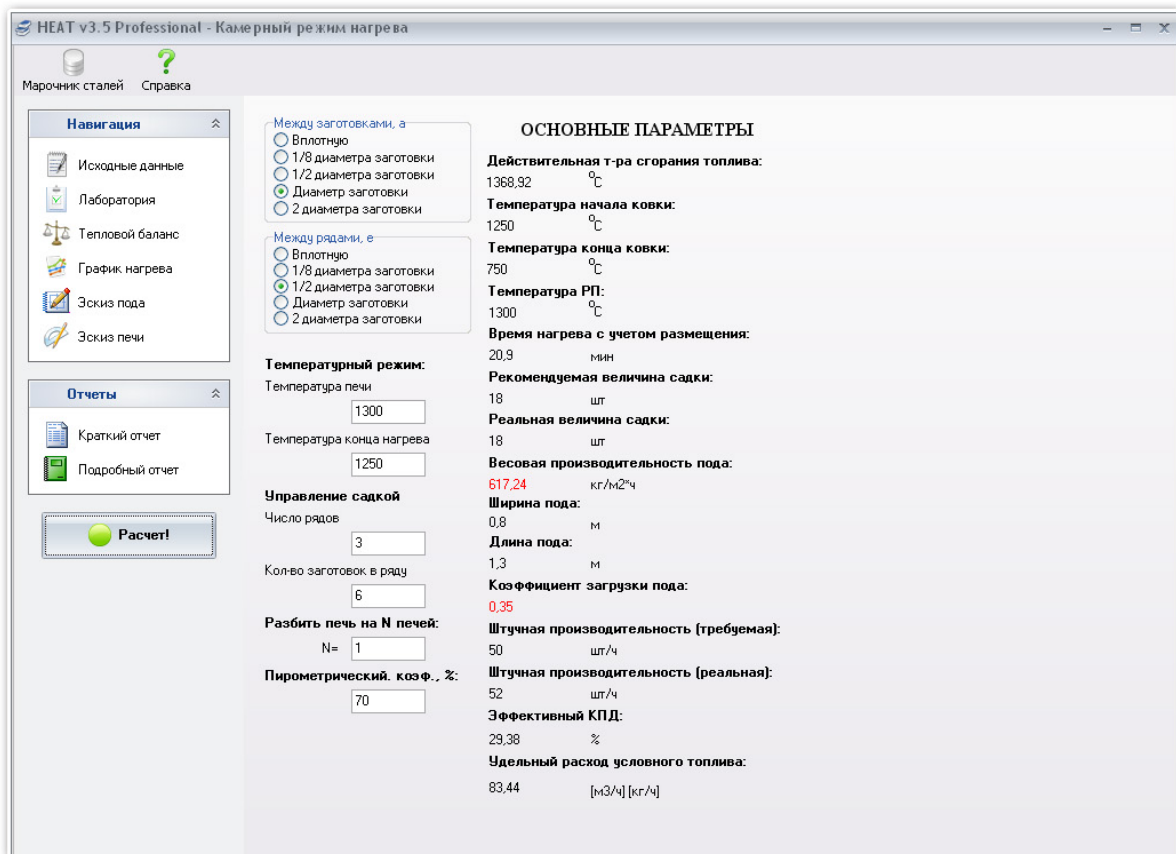 HEAT v3.5 Professional - Камерный режим нагрева
Марочник сталей
Справка
Навигация
Исходные данные
Лаборатория
Тепловой баланс
График нагрева
Эскиз пода
Эскиз печи
Отчеты
Краткий отчет
Подробный отчет
Расчет!
Между заготовками, а
Вплотную
1/8 диаметра заготовки
1/2 диаметра заготовки
Диаметр заготовки
2 диаметра заготовки
Между рядами, е
Вплотную
1/8 диаметра заготовки
1/2 диаметра заготовки
Диаметр заготовки
2 диаметра заготовки
Температурный режим:
Температура печи
1300
Температура конца нагрева
1250
Управление садкой
Число рядов
3
Кол-во заготовок в ряду
6
Разбить печь на N печей:
N= 1
Пирометрический. коэф., %:
70
ОСНОВНЫЕ ПАРАМЕТРЫ
Действительная т-ра сгорания топлива:
1368,92 °C
Температура начала ковки:
1250 °C
Температура конца ковки:
750 °C
Температура РП:
1300 °C
Время нагрева с учетом размещения:
20,9 мин
Рекомендуемая величина садки:
18 шт
Реальная величина садки:
18 шт
Весовая производительность пода:
617,24 кг/м2*ч
Ширина пода:
0,8 м
Длина пода:
1,3 м
Коэффициент загрузки пода:
0,35
Штучная производительность (требуемая):
50 шт/ч
Штучная производительность (реальная):
52 шт/ч
Эффективный КПД:
29,38 %
Удельный расход условного топлива:
83,44 [м3/ч] [кг/ч]